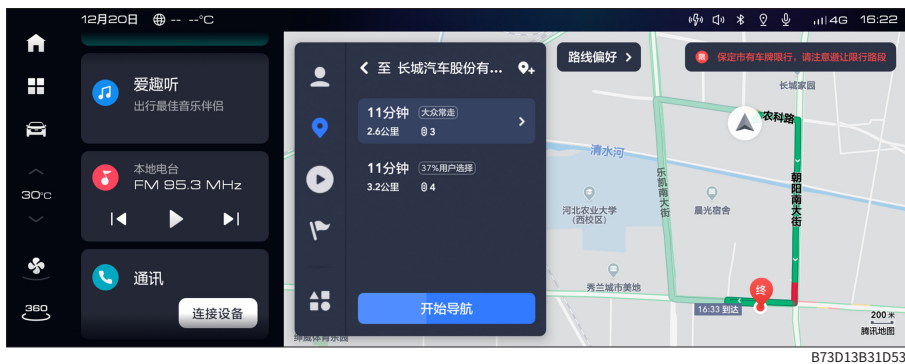 12月20日 -- --°C
4G 16:22
爱趣听
出行最佳音乐伴侣
30°C
本地电台
FM 95.3 MHz
通讯
连接设备
360
至 长城汽车股份有...
11分钟 大众常走
2.6公里 3
11分钟 37%用户选择
3.2公里 4
开始导航
路线偏好
限 保定市有车牌限行，请注意避让限行路段
长城家园
农科路
清水河
乐凯南大街
朝阳南大街
河北农业大学
(西校区)
晨光宿舍
秀兰城市美地
终
16:33 到达
200米
腾讯地图
B73D13B31D53